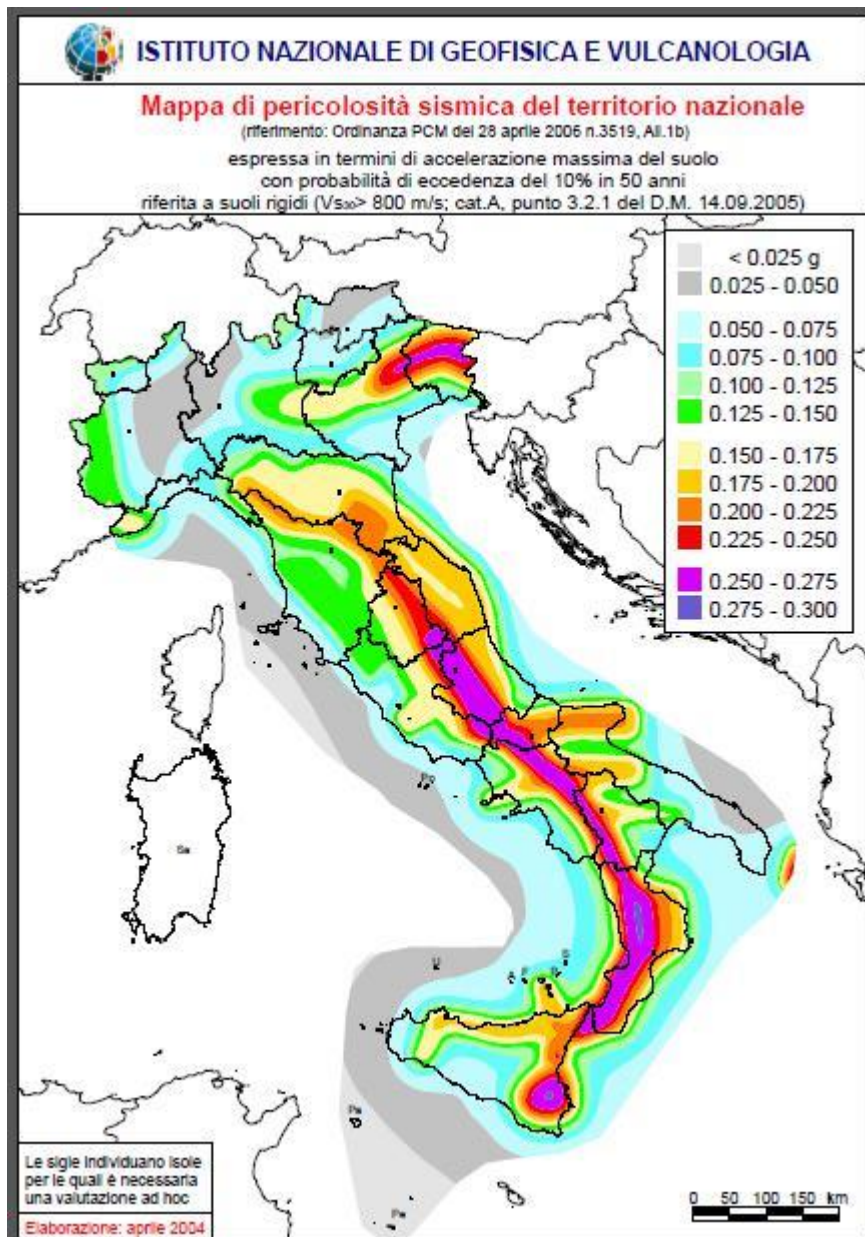 ISTITUTO NAZIONALE DI GEOFISICA E VULCANOLOGIA
Mappa di pericolosità sismica del territorio nazionale
(riferimento: Ordinanza PCM del 28 aprile 2006 n.3519, All.1b)
espressa in termini di accelerazione massima del suolo
con probabilità di eccedenza del 10% in 50 anni
riferita a suoli rigidi (Vs₃₀> 800 m/s; cat.A, punto 3.2.1 del D.M. 14.09.2005)
< 0.025 g
0.025 - 0.050
0.050 - 0.075
0.075 - 0.100
0.100 - 0.125
0.125 - 0.150
0.150 - 0.175
0.175 - 0.200
0.200 - 0.225
0.225 - 0.250
0.250 - 0.275
0.275 - 0.300
Sa
U
A
F
S
Pa
Pe
Le sigle individuano isole
per le quali è necessaria
una valutazione ad hoc
Elaborazione: aprile 2004
0 50 100 150 km